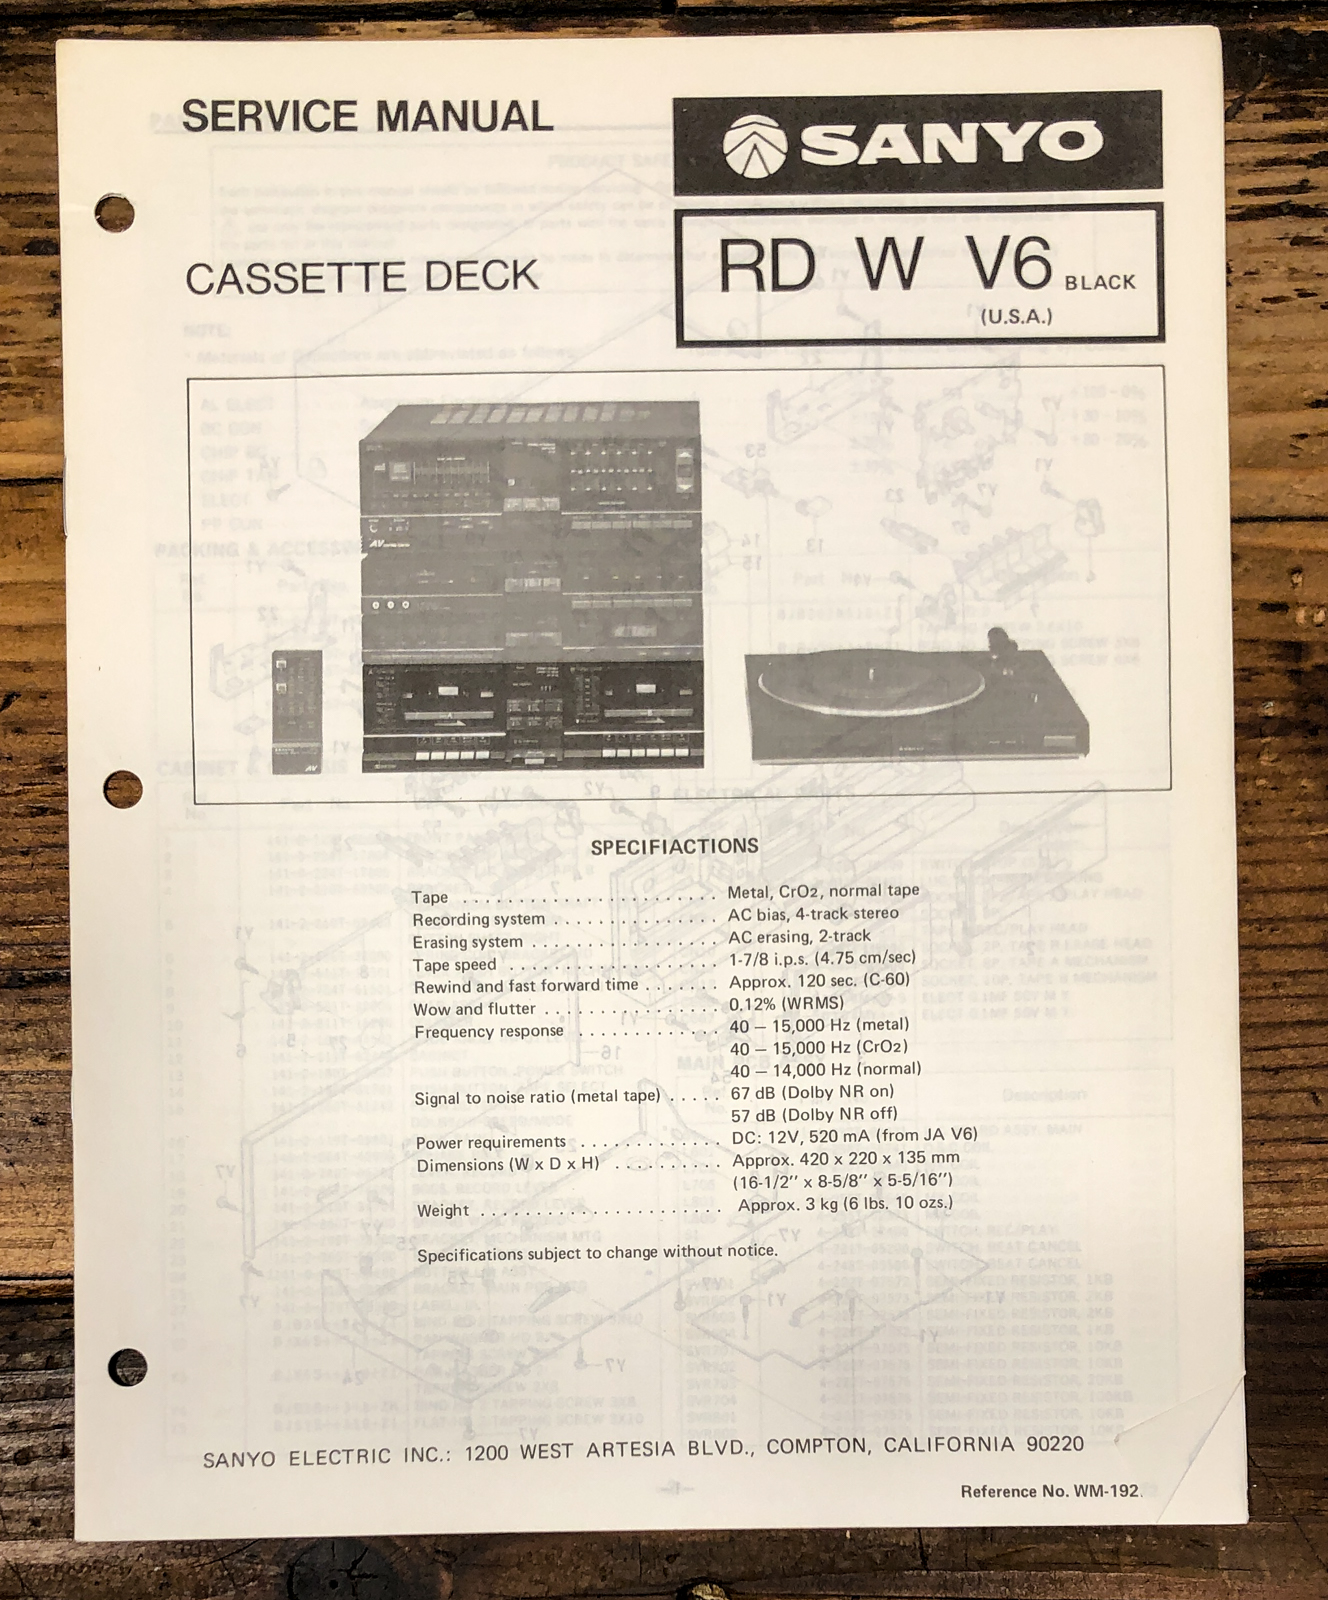 SERVICE MANUAL
SANYO
CASSETTE DECK
RD W V6 BLACK
(U.S.A.)
AV
AV
SPECIFIACTIONS
Tape . . . . . . . . . . . . . . . . . . . . . . . Metal, CrO2, normal tape
Recording system . . . . . . . . . . . . . . . AC bias, 4-track stereo
Erasing system . . . . . . . . . . . . . . . . . AC erasing, 2-track
Tape speed . . . . . . . . . . . . . . . . . . . 1-7/8 i.p.s. (4.75 cm/sec)
Rewind and fast forward time . . . . . . . Approx. 120 sec. (C-60)
Wow and flutter . . . . . . . . . . . . . . . . 0.12% (WRMS)
Frequency response . . . . . . . . . . . . . 40 – 15,000 Hz (metal)
40 – 15,000 Hz (CrO2)
40 – 14,000 Hz (normal)
Signal to noise ratio (metal tape) . . . . . 67 dB (Dolby NR on)
57 dB (Dolby NR off)
Power requirements . . . . . . . . . . . . . DC: 12V, 520 mA (from JA V6)
Dimensions (W x D x H) . . . . . . . . . . Approx. 420 x 220 x 135 mm
(16-1/2'' x 8-5/8'' x 5-5/16'')
Weight . . . . . . . . . . . . . . . . . . . . . . Approx. 3 kg (6 lbs. 10 ozs.)
Specifications subject to change without notice.
SANYO ELECTRIC INC.: 1200 WEST ARTESIA BLVD., COMPTON, CALIFORNIA 90220
Reference No. WM-192.